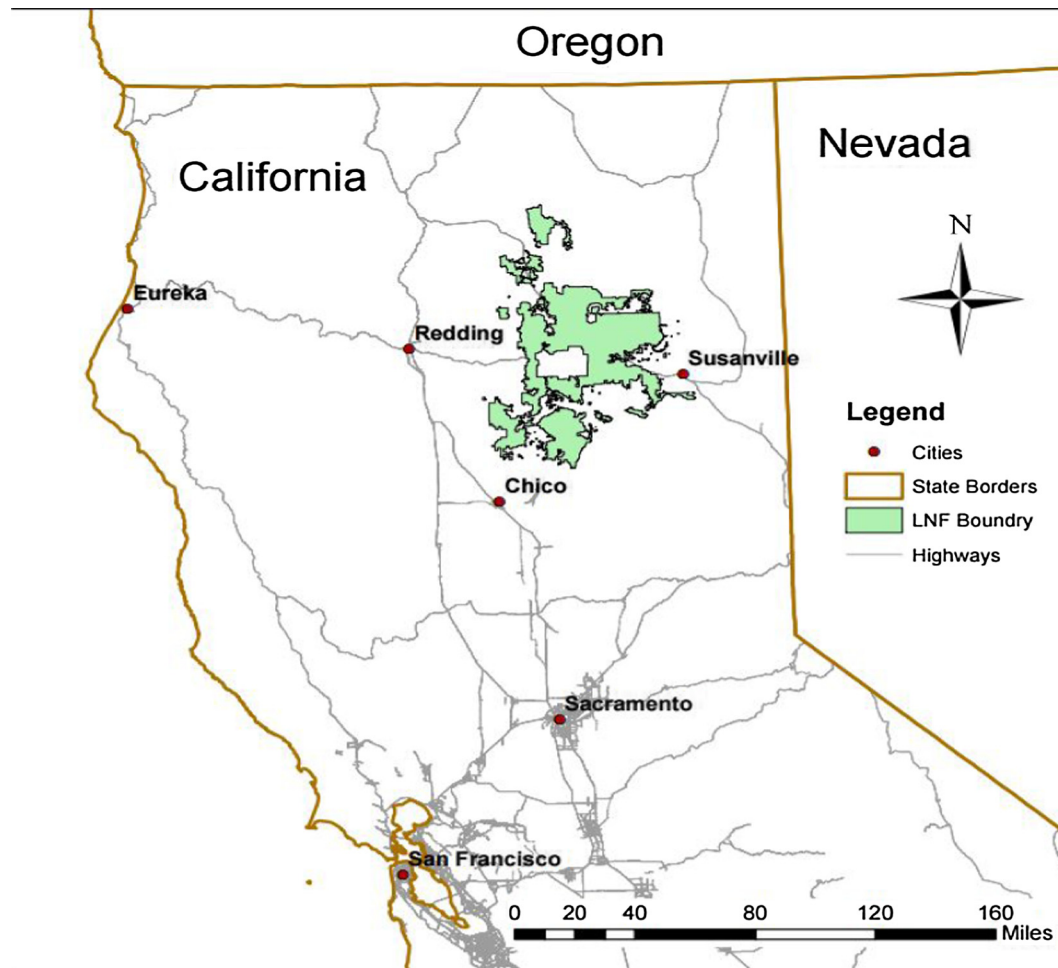 Oregon
Nevada
California
N
Eureka
Redding
Susanville
Legend
Cities
Chico
State Borders
LNF Boundry
Highways
Sacramento
San Francisco
0 20 40 80 120 160
Miles